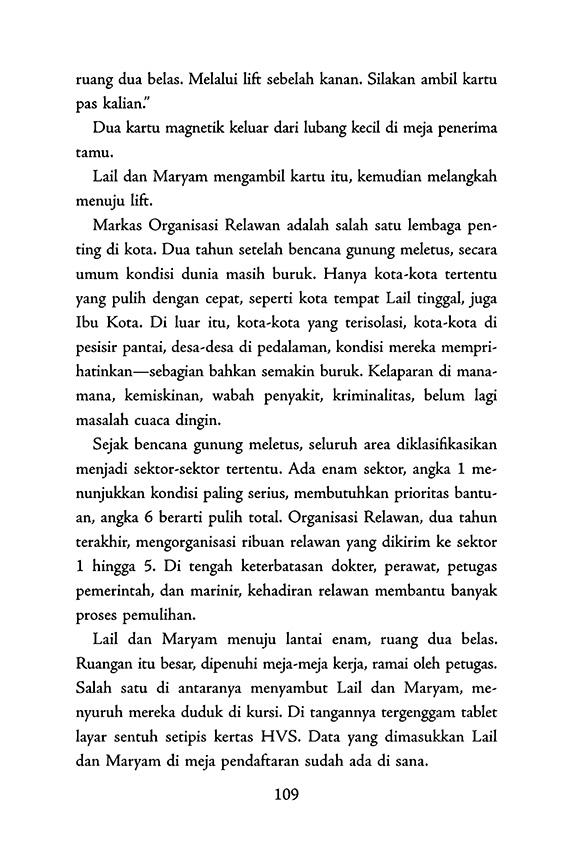 ruang dua belas. Melalui lift sebelah kanan. Silakan ambil kartu
pas kalian.”
Dua kartu magnetik keluar dari lubang kecil di meja penerima
tamu.
Lail dan Maryam mengambil kartu itu, kemudian melangkah
menuju lift.
Markas Organisasi Relawan adalah salah satu lembaga pen-
ting di kota. Dua tahun setelah bencana gunung meletus, secara
umum kondisi dunia masih buruk. Hanya kota-kota tertentu
yang pulih dengan cepat, seperti kota tempat Lail tinggal, juga
Ibu Kota. Di luar itu, kota-kota yang terisolasi, kota-kota di
pesisir pantai, desa-desa di pedalaman, kondisi mereka mempri-
hatinkan—sebagian bahkan semakin buruk. Kelaparan di mana-
mana, kemiskinan, wabah penyakit, kriminalitas, belum lagi
masalah cuaca dingin.
Sejak bencana gunung meletus, seluruh area diklasifikasikan
menjadi sektor-sektor tertentu. Ada enam sektor, angka 1 me-
nunjukkan kondisi paling serius, membutuhkan prioritas bantu-
an, angka 6 berarti pulih total. Organisasi Relawan, dua tahun
terakhir, mengorganisasi ribuan relawan yang dikirim ke sektor
1 hingga 5. Di tengah keterbatasan dokter, perawat, petugas
pemerintah, dan marinir, kehadiran relawan membantu banyak
proses pemulihan.
Lail dan Maryam menuju lantai enam, ruang dua belas.
Ruangan itu besar, dipenuhi meja-meja kerja, ramai oleh petugas.
Salah satu di antaranya menyambut Lail dan Maryam, me-
nyuruh mereka duduk di kursi. Di tangannya tergenggam tablet
layar sentuh setipis kertas HVS. Data yang dimasukkan Lail
dan Maryam di meja pendaftaran sudah ada di sana.
109